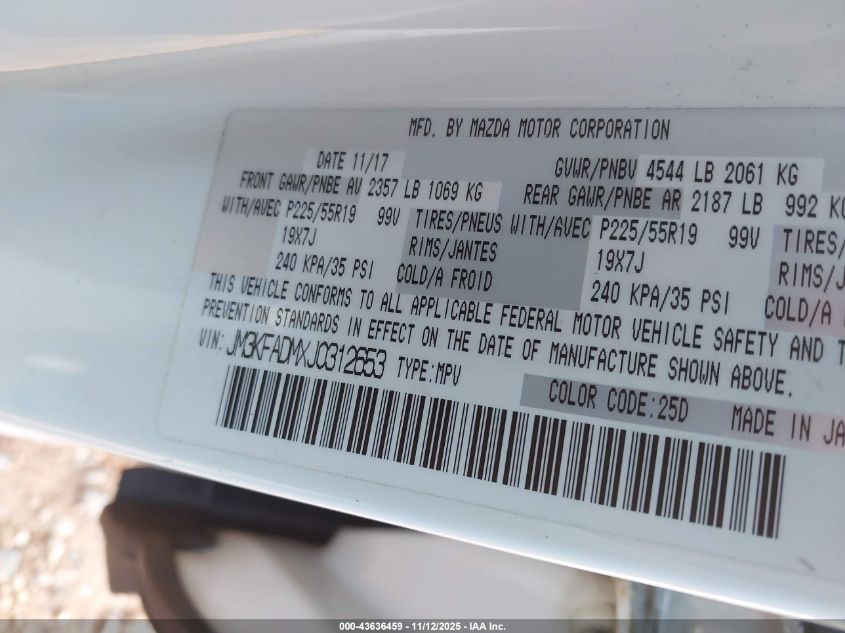 MFD. BY MAZDA MOTOR CORPORATION
DATE 11/17 GVWR/PNBV 4544 LB 2061 KG
FRONT GAWR/PNBE AV 2357 LB 1069 KG REAR GAWR/PNBE AR 2187 LB 992 KG
WITH/AVEC P225/55R19 99V TIRES/PNEUS WITH/AVEC P225/55R19 99V TIRES/
19X7J RIMS/JANTES 19X7J RIMS/J
240 KPA/35 PSI COLD/A FROID 240 KPA/35 PSI COLD/A
THIS VEHICLE CONFORMS TO ALL APPLICABLE FEDERAL MOTOR VEHICLE SAFETY AND T
PREVENTION STANDARDS IN EFFECT ON THE DATE OF MANUFACTURE SHOWN ABOVE.
VIN: JM3KFADMXJ0312653 TYPE:MPV
COLOR CODE:25D MADE IN JA
000-43636459 - 11/12/2025 - IAA Inc.